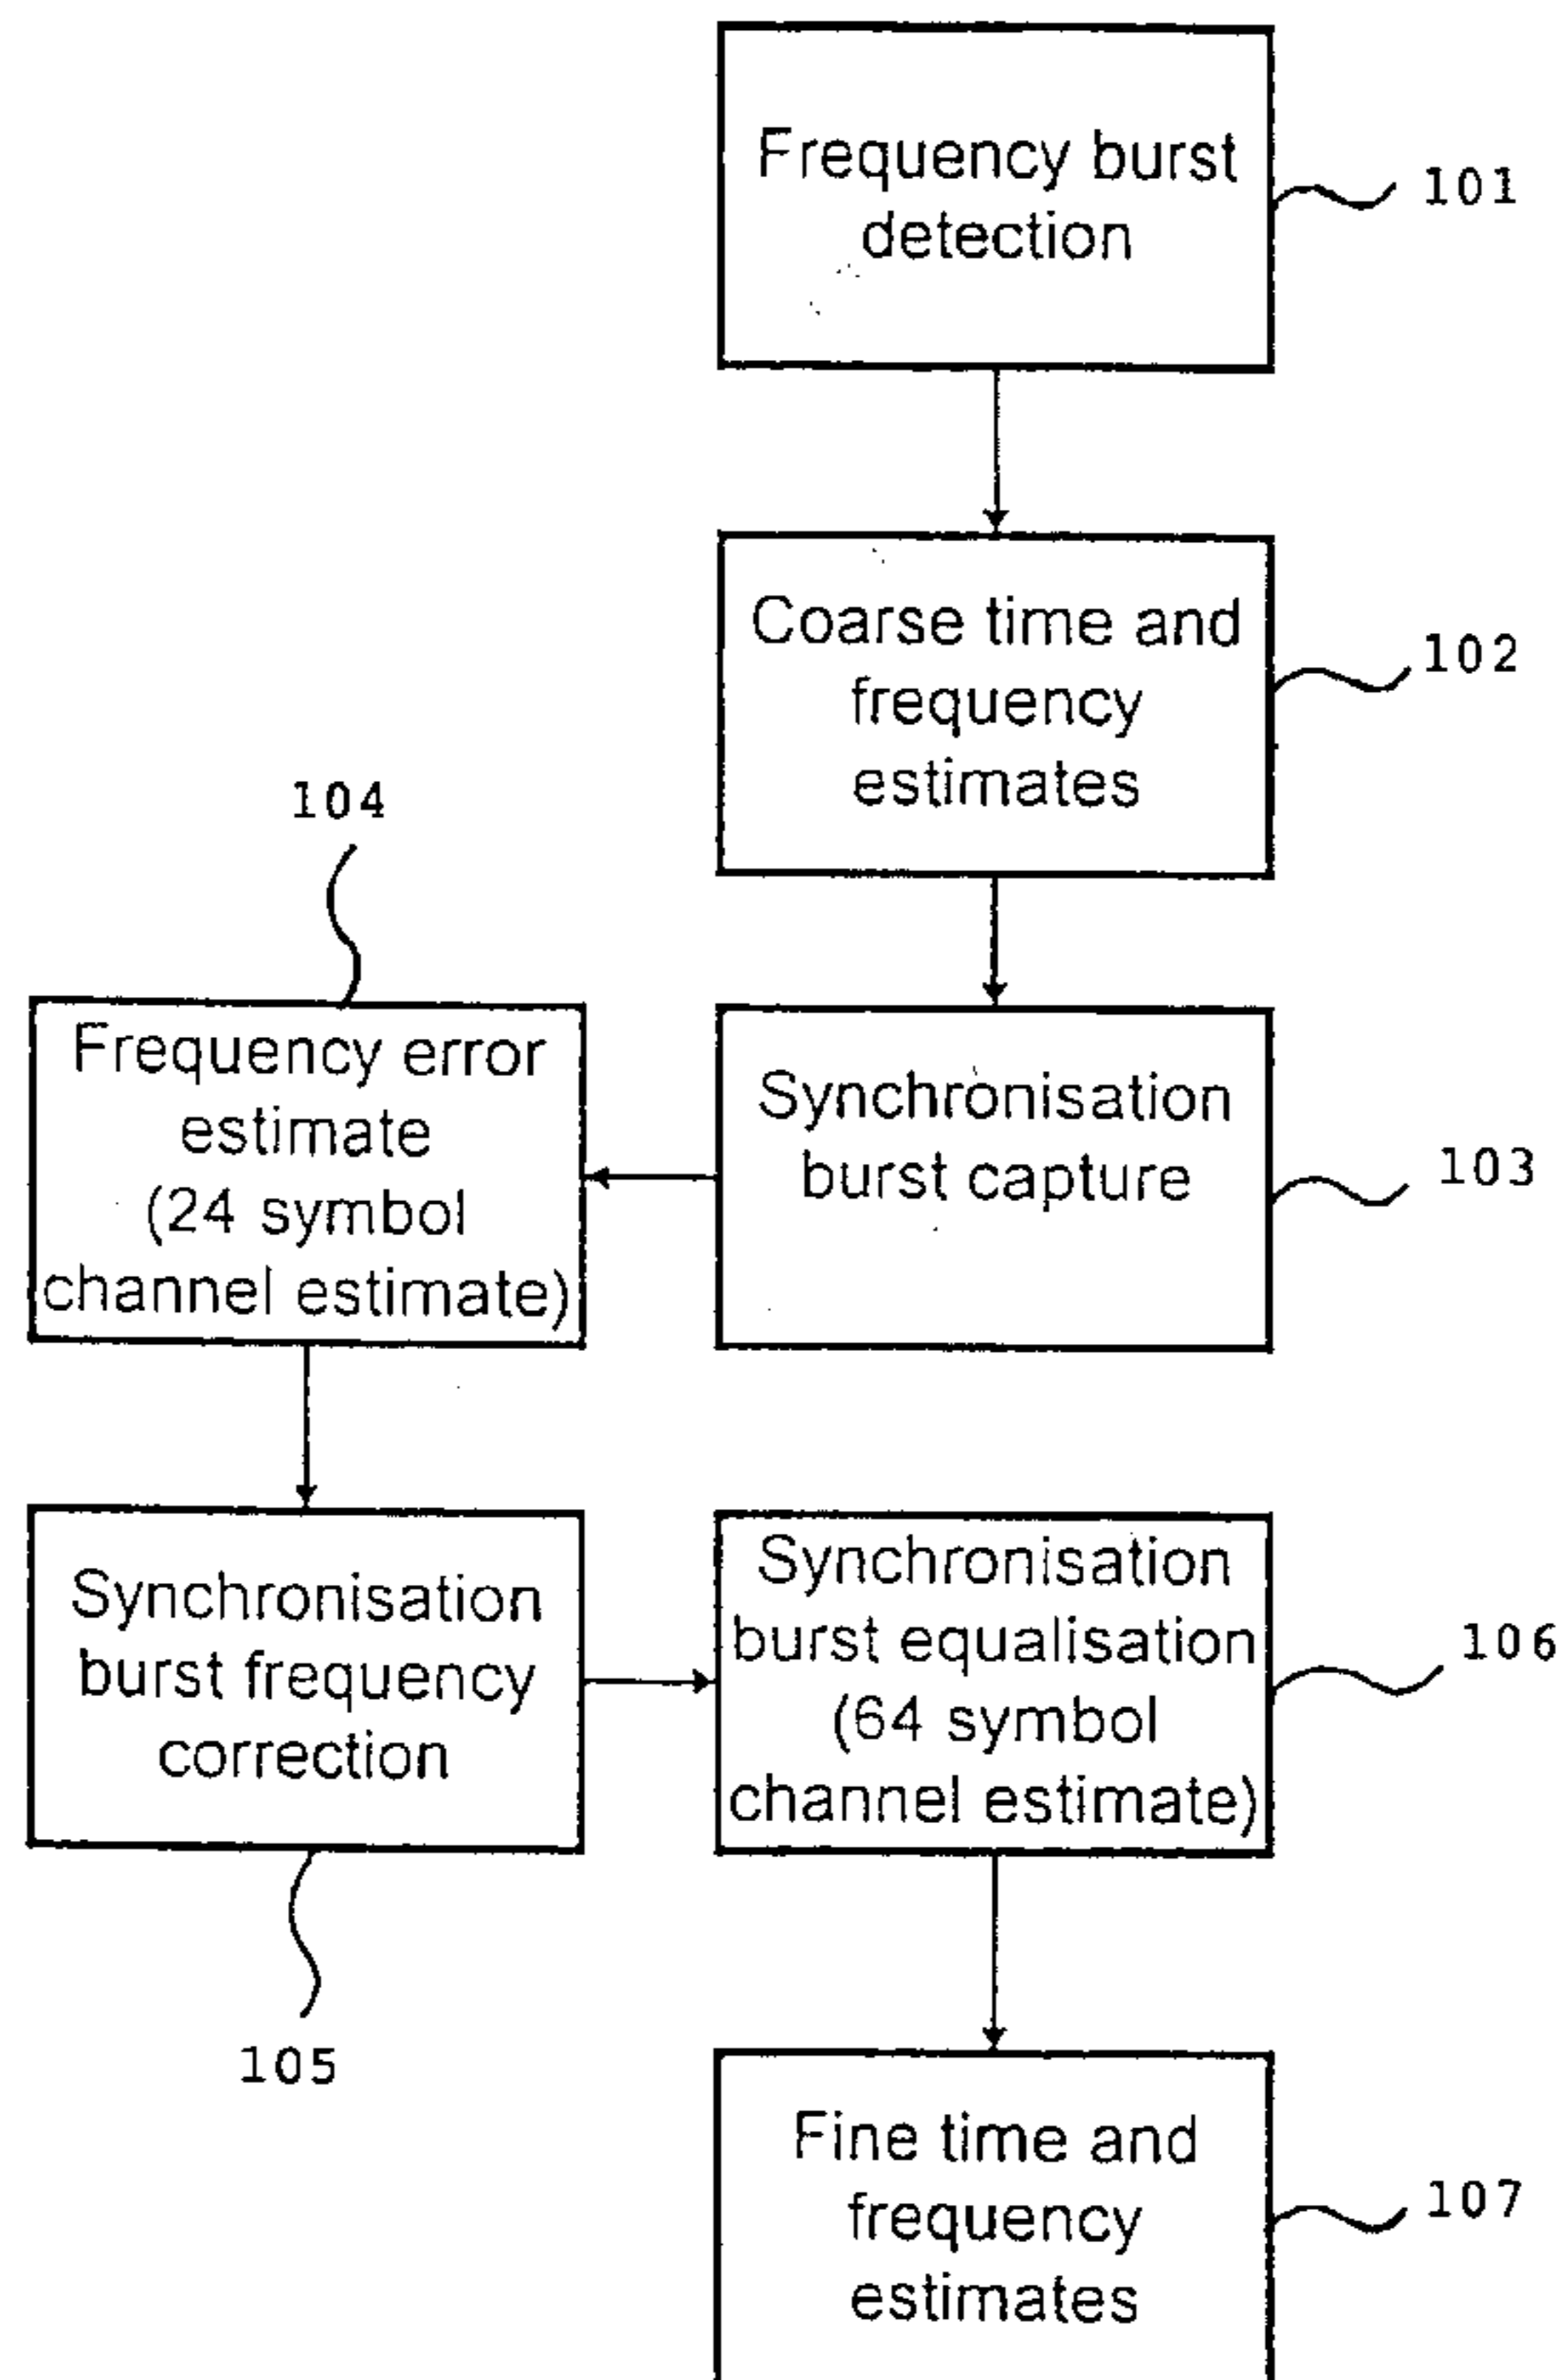 Frequency burst
detection
101
Coarse time and
frequency
estimates
102
Synchronisation
burst capture
103
104
Frequency error
estimate
(24 symbol
channel estimate)
Synchronisation
burst frequency
correction
105
Synchronisation
burst equalisation
(64 symbol
channel estimate)
106
Fine time and
frequency
estimates
107